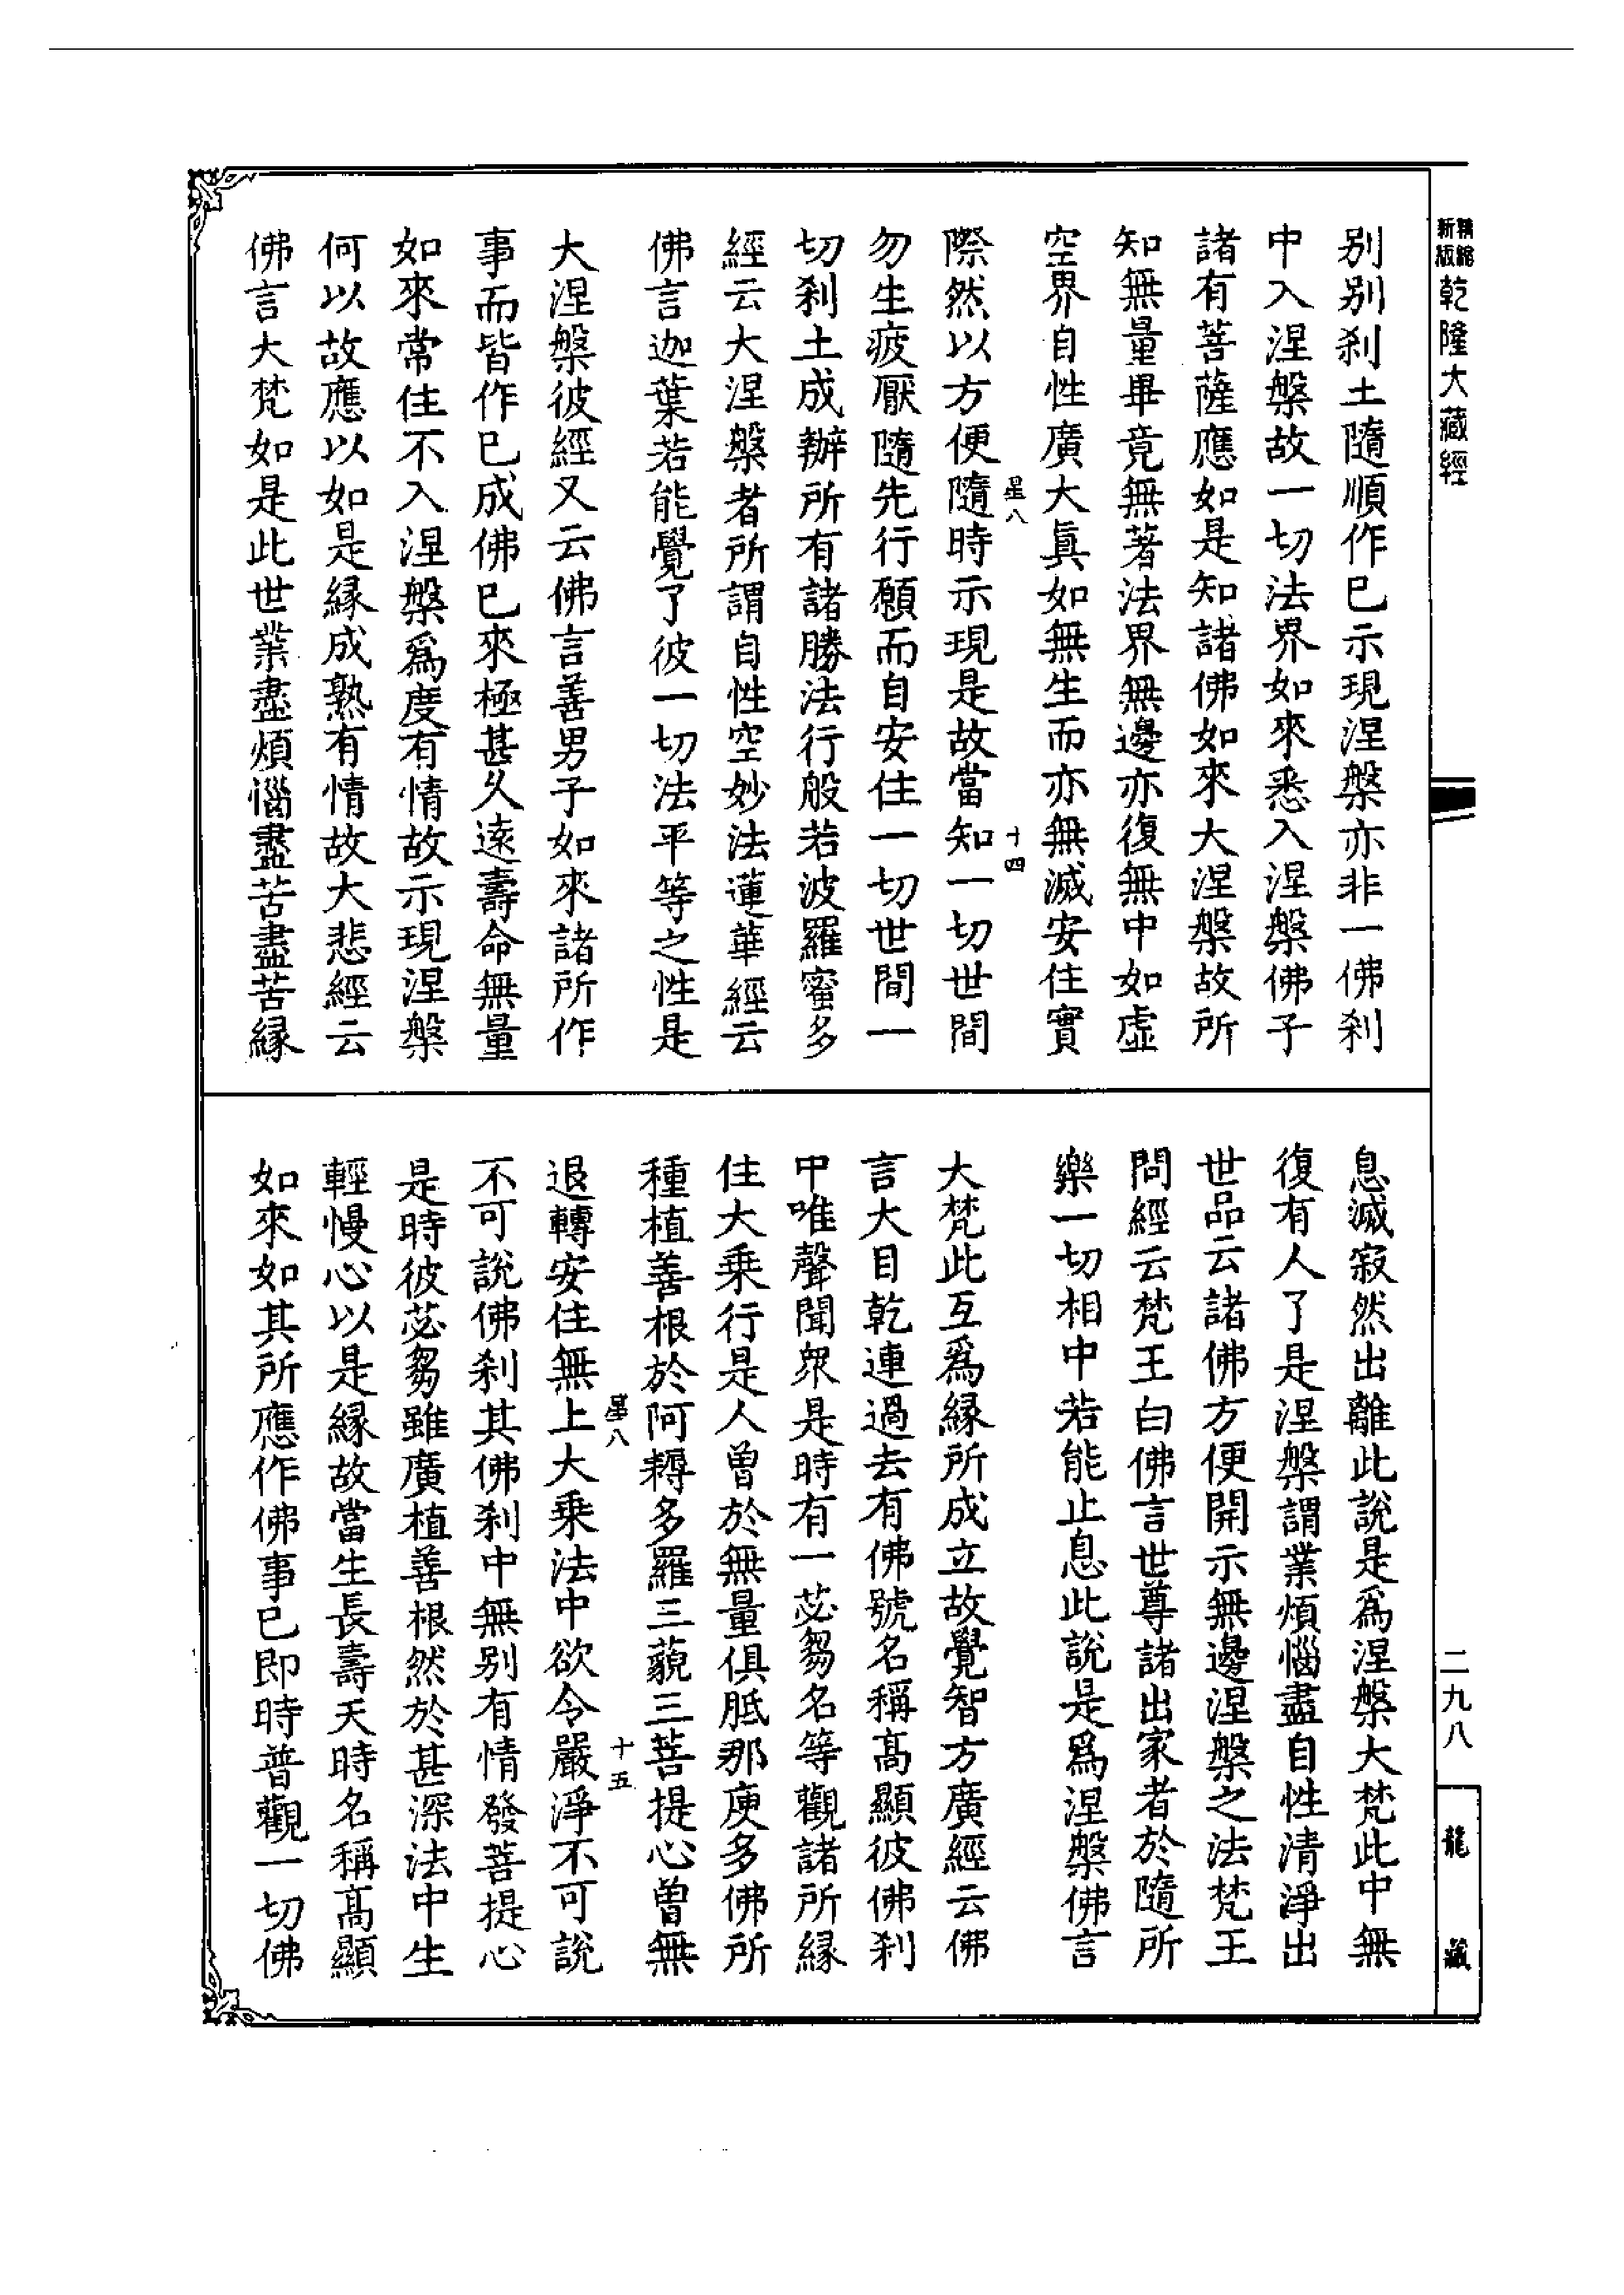 精縮新版乾隆大藏經
别别刹土隨順作已示現涅槃亦非一佛刹
中入涅槃故一切法界如來悉入涅槃佛子
諸有菩薩應如是知諸佛如來大涅槃故所
知無量畢竟無著法界無邊亦復無中如虛
空界自性廣大眞如無生而亦無滅安住實
星八
十四
際然以方便隨時示現是故當知一切世間
勿生疲厭隨先行願而自安住一切世間一
切刹土成辦所有諸勝法行般若波羅蜜多
經云大涅槃者所謂自性空妙法蓮華經云
佛言迦葉若能覺了彼一切法平等之性是
大涅槃彼經又云佛言善男子如來諸所作
事而皆作已成佛已來極甚久遠壽命無量
如來常住不入涅槃爲度有情故示現涅槃
何以故應以如是縁成熟有情故大悲經云
佛言大梵如是此世業盡煩惱盡苦盡苦縁
息滅寂然出離此說是爲涅槃大梵此中無
復有人了是涅槃謂業煩惱盡自性清淨出
世品云諸佛方便開示無邊涅槃之法梵王
問經云梵王白佛言世尊諸出家者於隨所
樂一切相中若能止息此說是爲涅槃佛言
大梵此互爲縁所成立故覺智方廣經云佛
言大目乾連過去有佛號名稱髙顯彼佛刹
中唯聲聞衆是時有一苾芻名等觀諸所縁
住大乘行是人曾於無量俱胝那庾多佛所
種植善根於阿耨多羅三藐三菩提心曾無
星八
十五
退轉安住無上大乘法中欲令嚴淨不可說
不可說佛刹其佛刹中無别有情發菩提心
是時彼苾芻雖廣植善根然於甚深法中生
輕慢心以是縁故當生長壽天時名稱髙顯
如來如其所應作佛事已即時普觀一切佛
二九八
龍藏